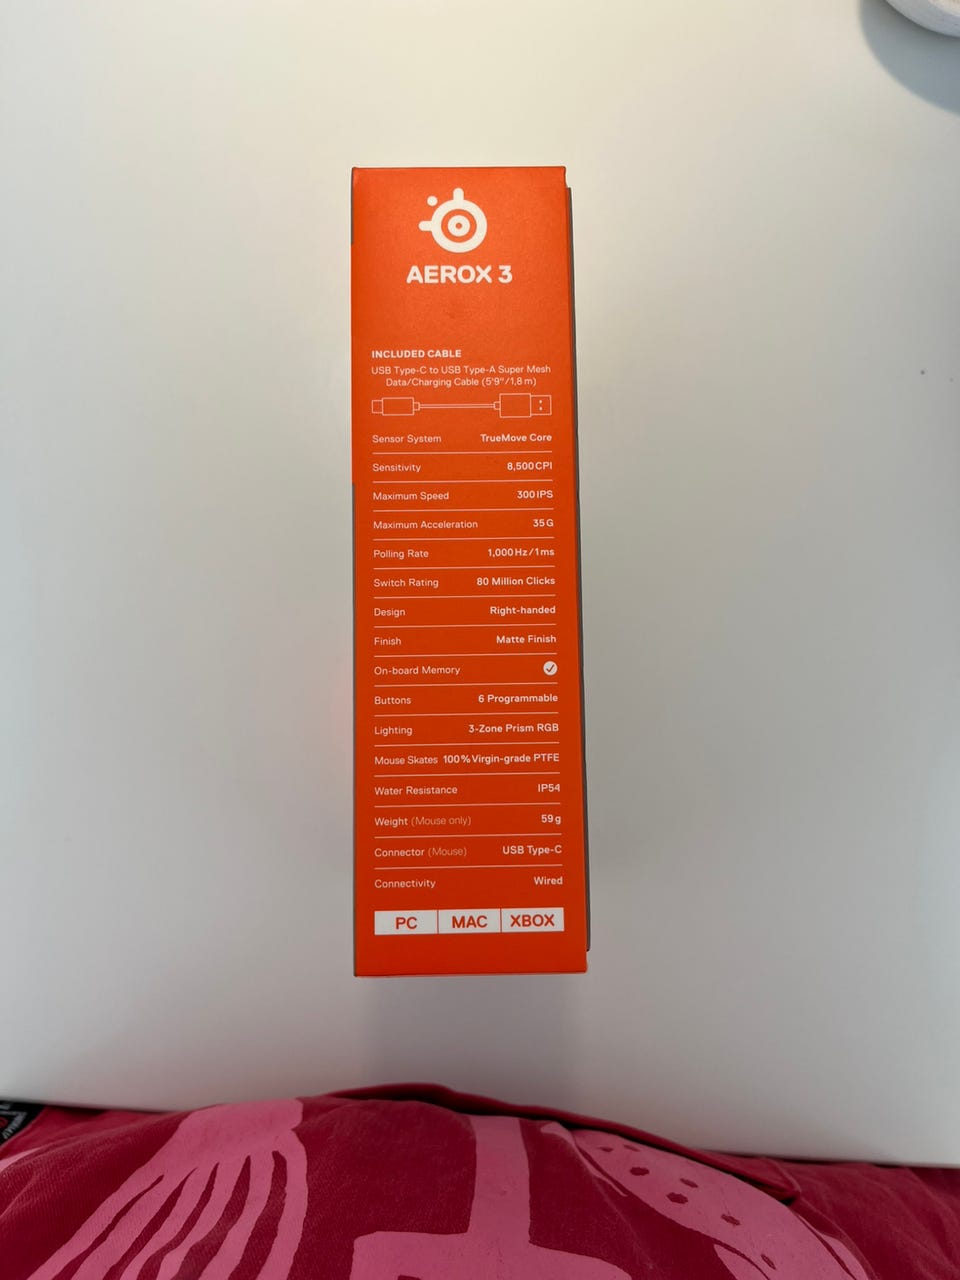 AEROX 3
INCLUDED CABLE
USB Type-C to USB Type-A Super Mesh
Data/Charging Cable (5'9"/1,8 m)
Sensor System TrueMove Core
Sensitivity 8,500 CPI
Maximum Speed 300 IPS
Maximum Acceleration 35 G
Polling Rate 1,000 Hz / 1 ms
Switch Rating 80 Million Clicks
Design Right-handed
Finish Matte Finish
On-board Memory
Buttons 6 Programmable
Lighting 3-Zone Prism RGB
Mouse Skates 100% Virgin-grade PTFE
Water Resistance IP54
Weight (Mouse only) 59 g
Connector (Mouse) USB Type-C
Connectivity Wired
PC MAC XBOX